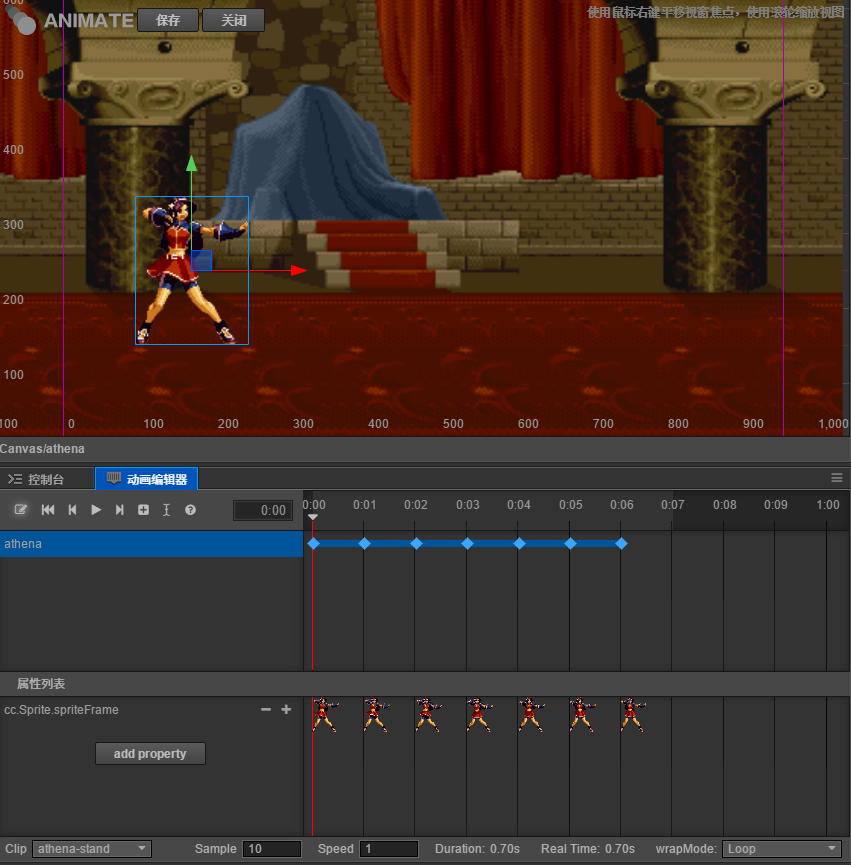 600
ANIMATE 保存 关闭 使用鼠标右键平移视窗焦点，使用滚轮缩放视图
500
400
300
200
100
100 0 100 200 300 400 500 600 700 800 900 1,000
Canvas/athena
控制台 动画编辑器
0:00 0:00 0:01 0:02 0:03 0:04 0:05 0:06 0:07 0:08 0:09 1:00
athena
属性列表
cc.Sprite.spriteFrame
add property
Clip athena-stand Sample 10 Speed 1 Duration: 0.70s Real Time: 0.70s wrapMode: Loop